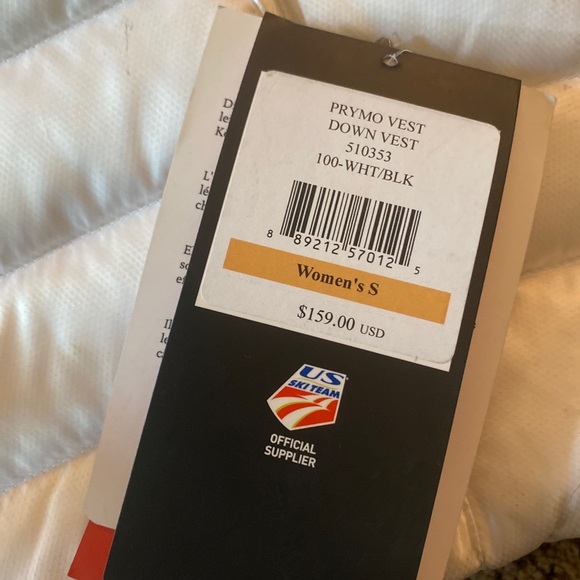 PRYMO VEST
DOWN VEST
510353
100-WHT/BLK
8 89212 57012 5
Women's S
$159.00 USD
US
SKI TEAM
OFFICIAL
SUPPLIER